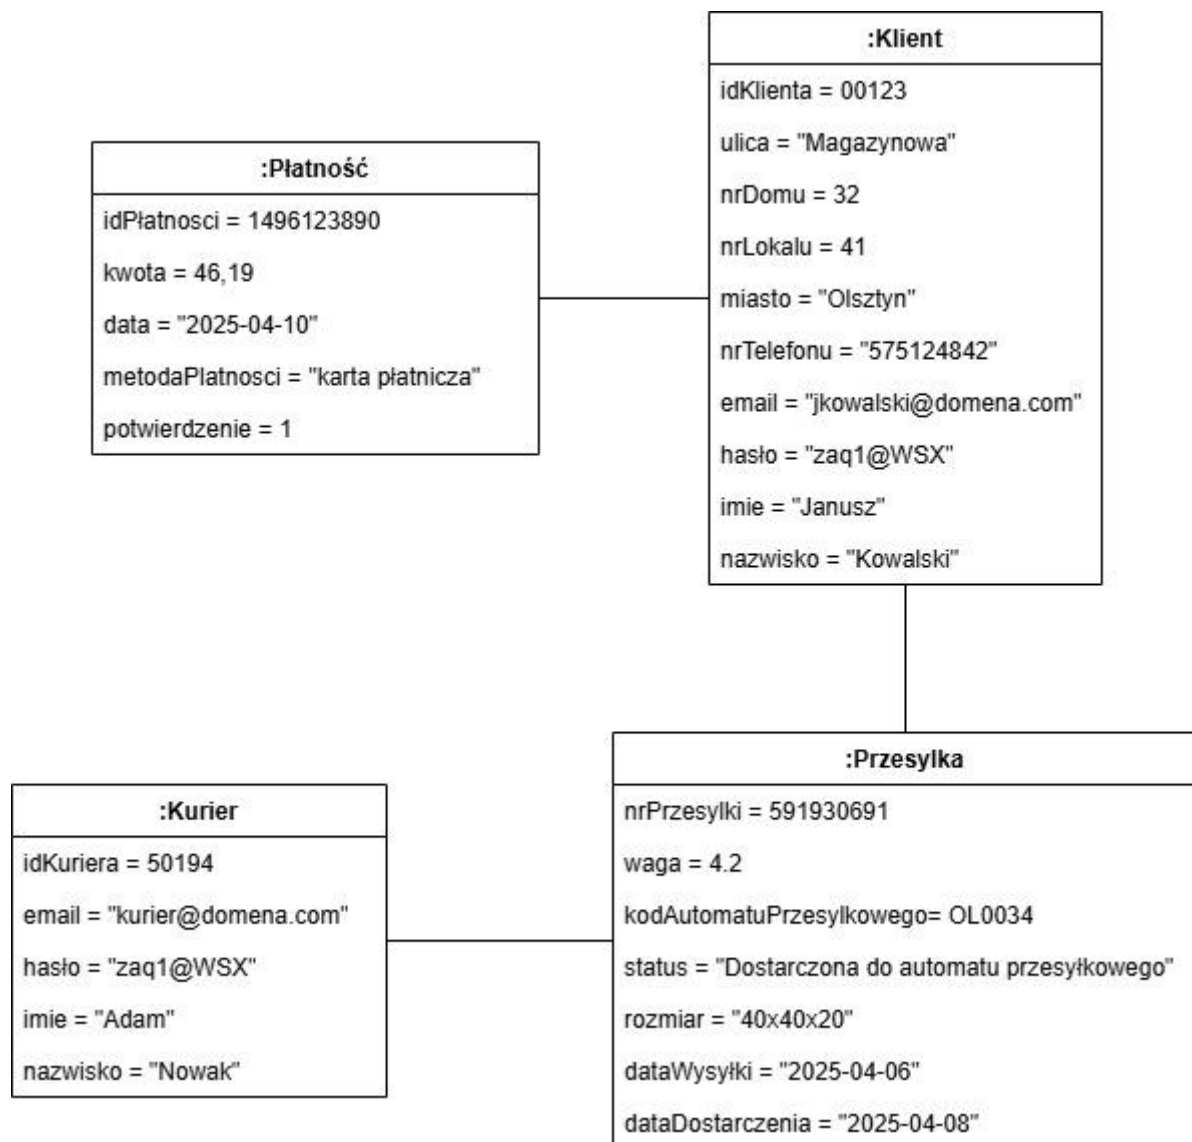 :Klient
idKlienta = 00123
ulica = "Magazynowa"
nrDomu = 32
nrLokalu = 41
miasto = "Olsztyn"
nrTelefonu = "575124842"
email = "jkowalski@domena.com"
hasło = "zaq1@WSX"
imie = "Janusz"
nazwisko = "Kowalski"
:Płatność
idPłatnosci = 1496123890
kwota = 46,19
data = "2025-04-10"
metodaPlatnosci = "karta płatnicza"
potwierdzenie = 1
:Przesylka
nrPrzesylki = 591930691
waga = 4.2
kodAutomatuPrzesylkowego= OL0034
status = "Dostarczona do automatu przesyłkowego"
rozmiar = "40x40x20"
dataWysyłki = "2025-04-06"
dataDostarczenia = "2025-04-08"
:Kurier
idKuriera = 50194
email = "kurier@domena.com"
hasło = "zaq1@WSX"
imie = "Adam"
nazwisko = "Nowak"